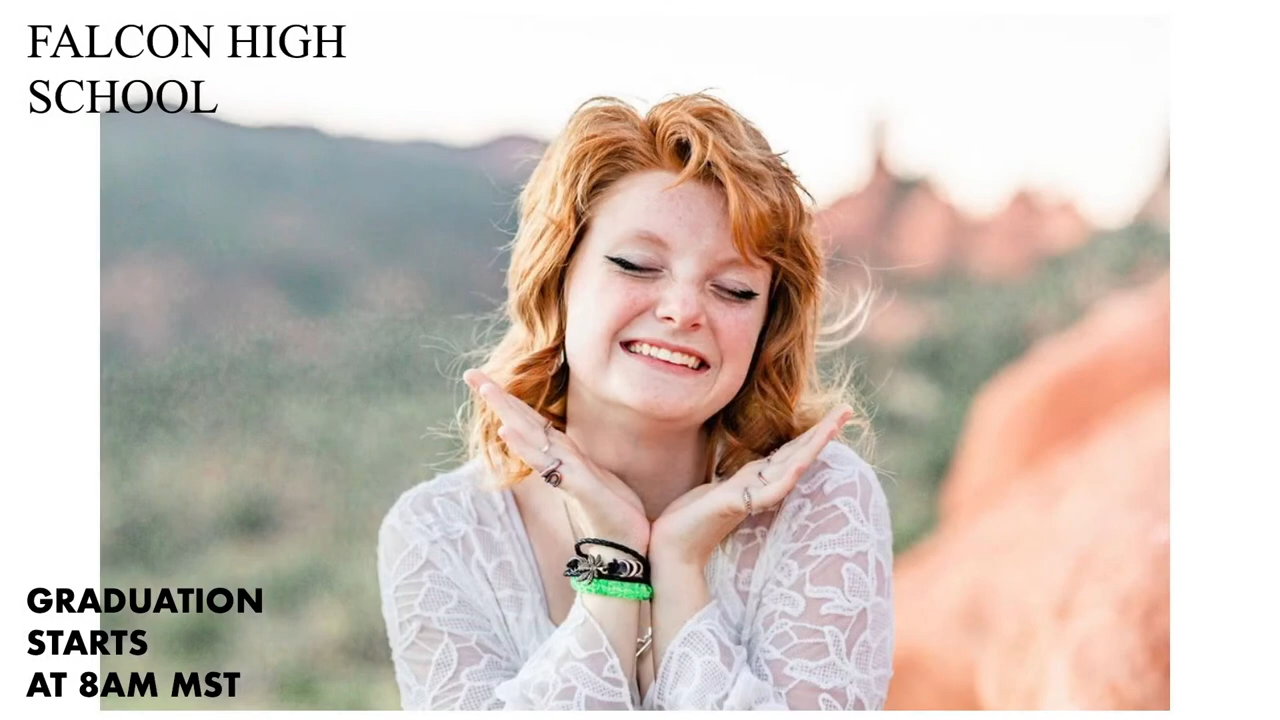 FALCON HIGH
SCHOOL
GRADUATION
STARTS
AT 8AM MST